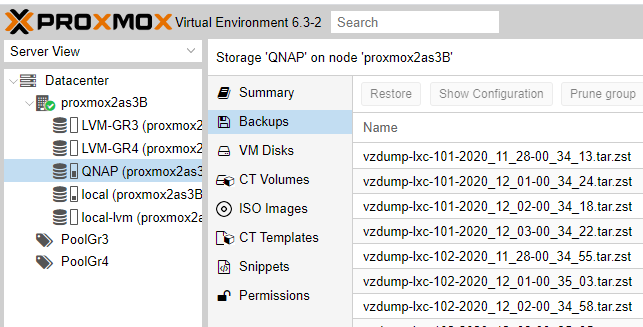 PROXMOX Virtual Environment 6.3-2 Search
Server View
Datacenter
proxmox2as3B
LVM-GR3 (proxmox2
LVM-GR4 (proxmox2
QNAP (proxmox2as3
local (proxmox2as3B
local-lvm (proxmox2a
PoolGr3
PoolGr4
Storage 'QNAP' on node 'proxmox2as3B'
Summary
Backups
VM Disks
CT Volumes
ISO Images
CT Templates
Snippets
Permissions
Restore Show Configuration Prune group
Name
vzdump-lxc-101-2020_11_28-00_34_13.tar.zst
vzdump-lxc-101-2020_12_01-00_34_24.tar.zst
vzdump-lxc-101-2020_12_02-00_34_18.tar.zst
vzdump-lxc-101-2020_12_03-00_34_22.tar.zst
vzdump-lxc-102-2020_11_28-00_34_55.tar.zst
vzdump-lxc-102-2020_12_01-00_35_03.tar.zst
vzdump-lxc-102-2020_12_02-00_34_58.tar.zst